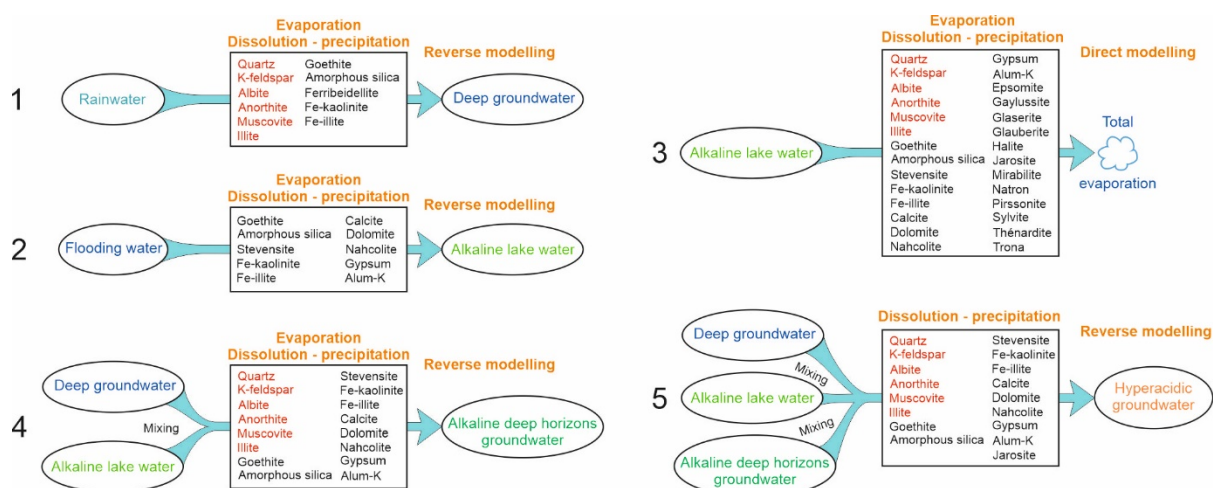 1
Evaporation
Dissolution - precipitation
Reverse modelling
Rainwater
Quartz
K-feldspar
Albite
Anorthite
Muscovite
Illite
Goethite
Amorphous silica
Ferribeidellite
Fe-kaolinite
Fe-illite
Deep groundwater
2
Evaporation
Dissolution - precipitation
Reverse modelling
Flooding water
Goethite
Amorphous silica
Stevensite
Fe-kaolinite
Fe-illite
Calcite
Dolomite
Nahcolite
Gypsum
Alum-K
Alkaline lake water
4
Evaporation
Dissolution - precipitation
Reverse modelling
Deep groundwater
Mixing
Alkaline lake water
Quartz
K-feldspar
Albite
Anorthite
Muscovite
Illite
Goethite
Amorphous silica
Stevensite
Fe-kaolinite
Fe-illite
Calcite
Dolomite
Nahcolite
Gypsum
Alum-K
Alkaline deep horizons
groundwater
3
Evaporation
Dissolution - precipitation
Direct modelling
Alkaline lake water
Quartz
K-feldspar
Albite
Anorthite
Muscovite
Illite
Goethite
Amorphous silica
Stevensite
Fe-kaolinite
Fe-illite
Calcite
Dolomite
Nahcolite
Gypsum
Alum-K
Epsomite
Gaylussite
Glaserite
Glauberite
Halite
Jarosite
Mirabilite
Natron
Pirssonite
Sylvite
Thénardite
Trona
Total
evaporation
5
Dissolution - precipitation
Reverse modelling
Deep groundwater
Mixing
Alkaline lake water
Mixing
Alkaline deep horizons
groundwater
Quartz
K-feldspar
Albite
Anorthite
Muscovite
Illite
Goethite
Amorphous silica
Stevensite
Fe-kaolinite
Fe-illite
Calcite
Dolomite
Nahcolite
Gypsum
Alum-K
Jarosite
Hyperacidic
groundwater